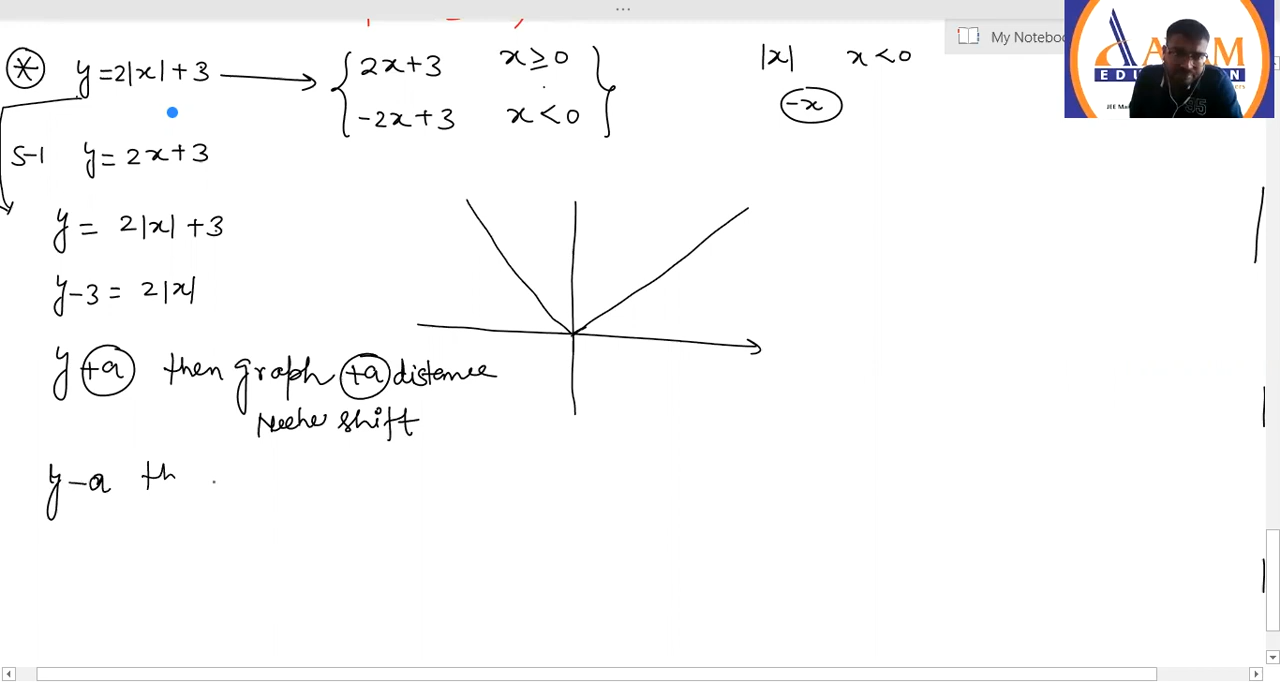 My Notebo
y=2|x|+3 → { 2x+3 x≥0
-2x+3 x<0 }
|x| x<0
-x
S-1 y=2x+3
y= 2|x|+3
y-3= 2|x|
y+a then graph +a distance
Neeche shift
y-a th